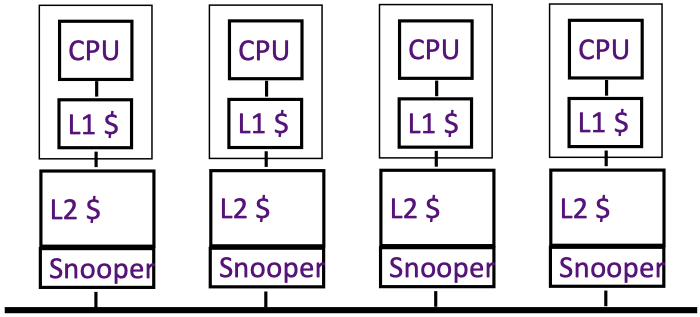 CPU CPU CPU CPU
L1 $ L1 $ L1 $ L1 $
L2 $ L2 $ L2 $ L2 $
Snooper Snooper Snooper Snooper